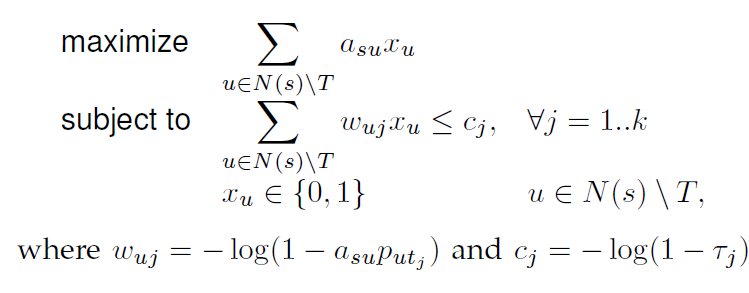 maximize ∑_{u∈N(s)\T} a_{su}x_u
subject to ∑_{u∈N(s)\T} w_{uj}x_u ≤ c_j, ∀j = 1..k
x_u ∈ {0, 1} u ∈ N(s) \ T,
where w_{uj} = − log(1 − a_{su}p_{ut_j}) and c_j = − log(1 − τ_j)